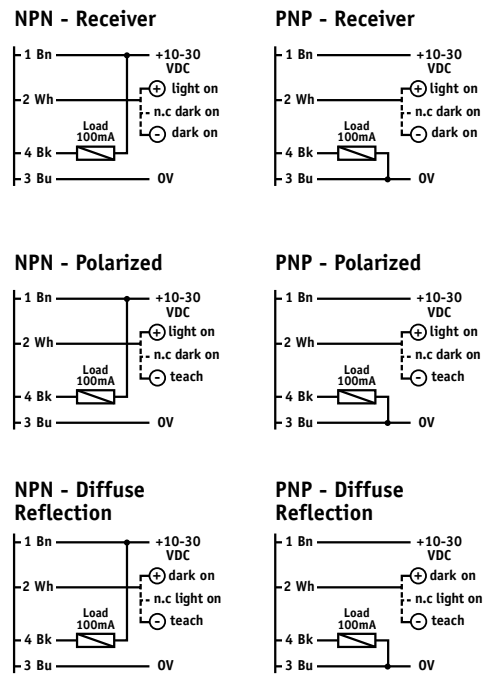 NPN - Receiver
1 Bn
+10-30
VDC
+ light on
2 Wh
n.c dark on
Load
100mA
- dark on
4 Bk
3 Bu
0V
PNP - Receiver
1 Bn
+10-30
VDC
+ light on
2 Wh
n.c dark on
Load
100mA
- dark on
4 Bk
3 Bu
0V
NPN - Polarized
1 Bn
+10-30
VDC
+ light on
2 Wh
n.c dark on
Load
100mA
- teach
4 Bk
3 Bu
0V
PNP - Polarized
1 Bn
+10-30
VDC
+ light on
2 Wh
n.c dark on
Load
100mA
- teach
4 Bk
3 Bu
0V
NPN - Diffuse
Reflection
1 Bn
+10-30
VDC
+ dark on
2 Wh
n.c light on
Load
100mA
- teach
4 Bk
3 Bu
0V
PNP - Diffuse
Reflection
1 Bn
+10-30
VDC
+ dark on
2 Wh
n.c light on
Load
100mA
- teach
4 Bk
3 Bu
0V